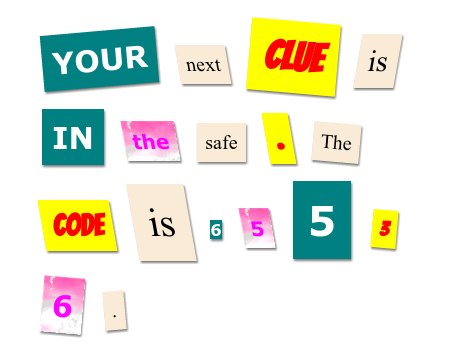 YOUR next CLUE is
IN the safe . The
CODE is 6 5 5 3
6 .